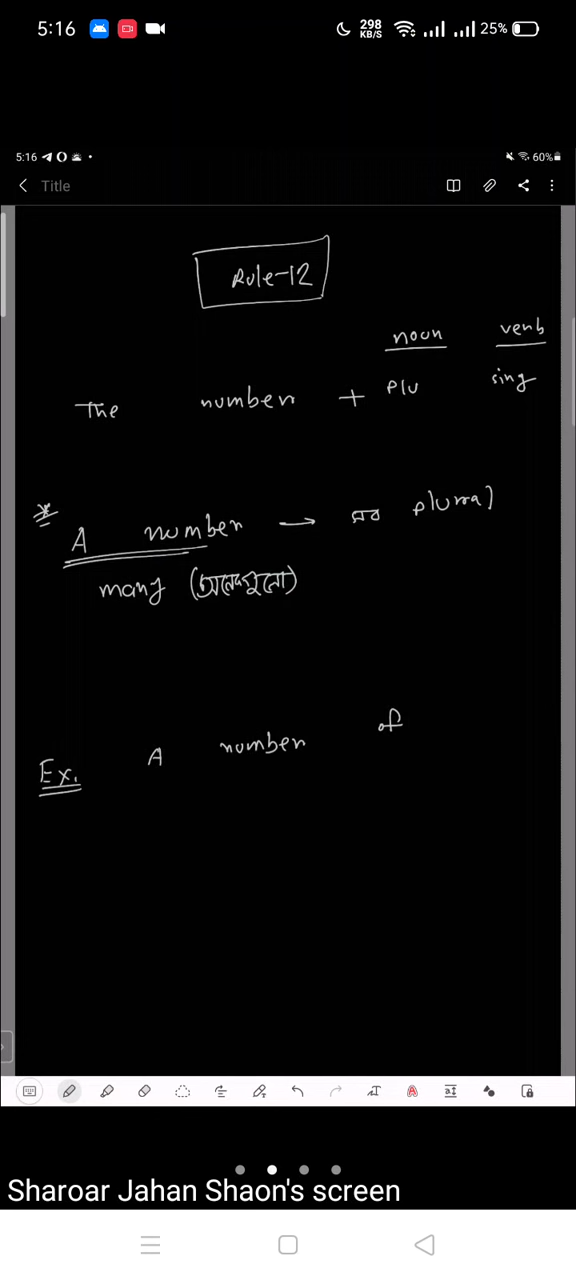 5:16 298 KB/S 25%
5:16 60%
Title
Rule-12
noun verb
The number + Plu sing
* A number → সব plural
many (অনেকগুলো)
Ex. A number of
Sharoar Jahan Shaon's screen